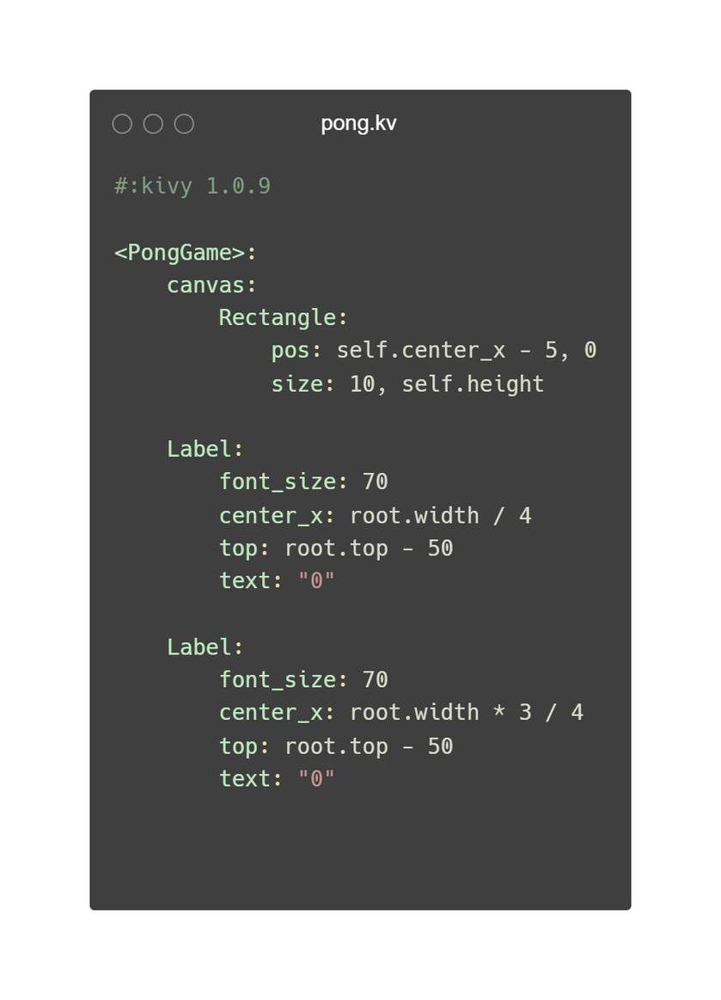 pong.kv
#:kivy 1.0.9

<PongGame>:
    canvas:
        Rectangle:
            pos: self.center_x - 5, 0
            size: 10, self.height

    Label:
        font_size: 70
        center_x: root.width / 4
        top: root.top - 50
        text: "0"

    Label:
        font_size: 70
        center_x: root.width * 3 / 4
        top: root.top - 50
        text: "0"